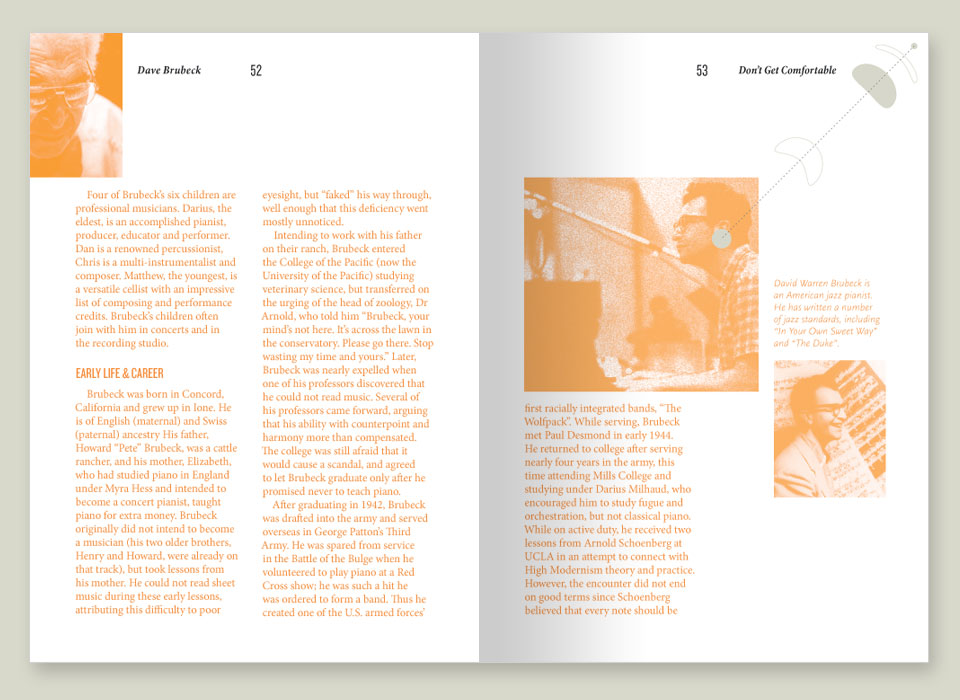 Dave Brubeck
52
Four of Brubeck's six children are
professional musicians. Darius, the
eldest, is an accomplished pianist,
producer, educator and performer.
Dan is a renowned percussionist,
Chris is a multi-instrumentalist and
composer. Matthew, the youngest, is
a versatile cellist with an impressive
list of composing and performance
credits. Brubeck's children often
join with him in concerts and in
the recording studio.
EARLY LIFE & CAREER
Brubeck was born in Concord,
California and grew up in Ione. He
is of English (maternal) and Swiss
(paternal) ancestry His father,
Howard "Pete" Brubeck, was a cattle
rancher, and his mother, Elizabeth,
who had studied piano in England
under Myra Hess and intended to
become a concert pianist, taught
piano for extra money. Brubeck
originally did not intend to become
a musician (his two older brothers,
Henry and Howard, were already on
that track), but took lessons from
his mother. He could not read sheet
music during these early lessons,
attributing this difficulty to poor
eyesight, but "faked" his way through,
well enough that this deficiency went
mostly unnoticed.
Intending to work with his father
on their ranch, Brubeck entered
the College of the Pacific (now the
University of the Pacific) studying
veterinary science, but transferred on
the urging of the head of zoology, Dr
Arnold, who told him "Brubeck, your
mind's not here. It's across the lawn in
the conservatory. Please go there. Stop
wasting my time and yours." Later,
Brubeck was nearly expelled when
one of his professors discovered that
he could not read music. Several of
his professors came forward, arguing
that his ability with counterpoint and
harmony more than compensated.
The college was still afraid that it
would cause a scandal, and agreed
to let Brubeck graduate only after he
promised never to teach piano.
After graduating in 1942, Brubeck
was drafted into the army and served
overseas in George Patton's Third
Army. He was spared from service
in the Battle of the Bulge when he
volunteered to play piano at a Red
Cross show; he was such a hit he
was ordered to form a band. Thus he
created one of the U.S. armed forces'
53
Don't Get Comfortable
first racially integrated bands, "The
Wolfpack". While serving, Brubeck
met Paul Desmond in early 1944.
He returned to college after serving
nearly four years in the army, this
time attending Mills College and
studying under Darius Milhaud, who
encouraged him to study fugue and
orchestration, but not classical piano.
While on active duty, he received two
lessons from Arnold Schoenberg at
UCLA in an attempt to connect with
High Modernism theory and practice.
However, the encounter did not end
on good terms since Schoenberg
believed that every note should be
David Warren Brubeck is
an American jazz pianist.
He has written a number
of jazz standards, including
"In Your Own Sweet Way"
and "The Duke".